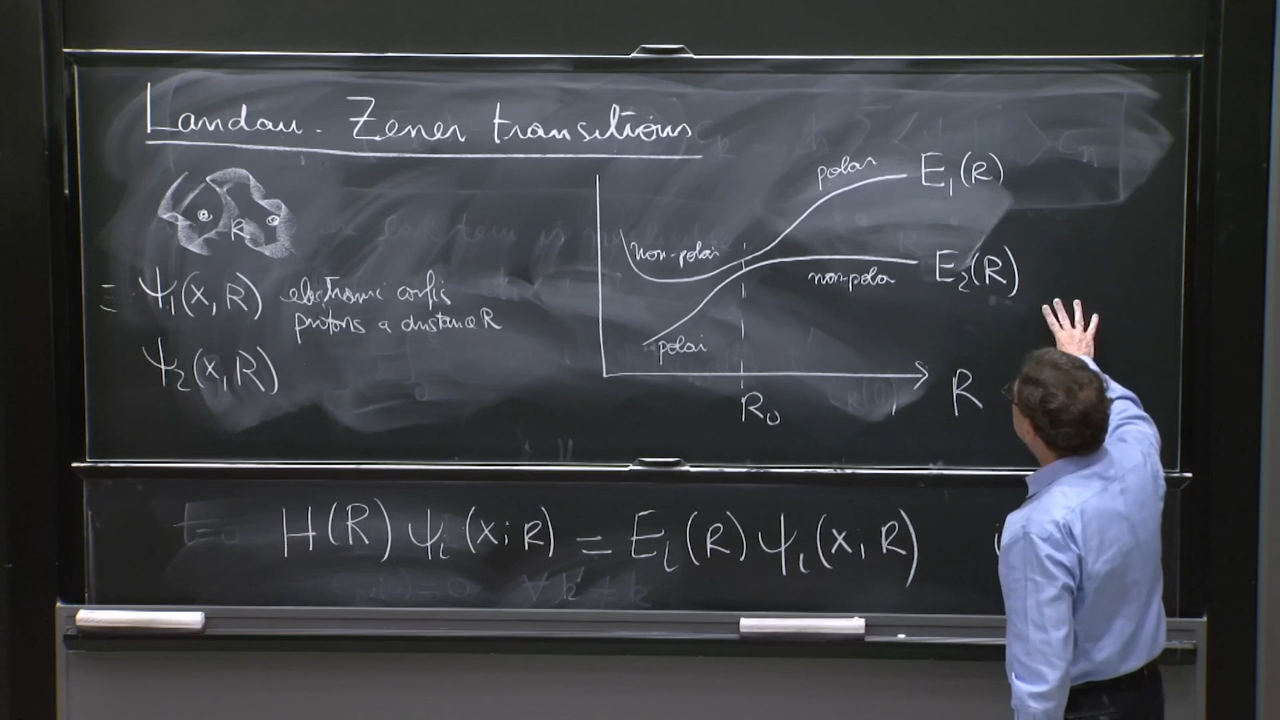 Landau - Zener transitions
R
≡ ψ₁(x, R) electronic config
protons a distance R
ψ₂(x, R)
polar E₁(R)
non-polar
E₂(R)
non-polar
polar
R
R₀
H(R) ψᵢ(x; R) = Eᵢ(R) ψᵢ(x; R)